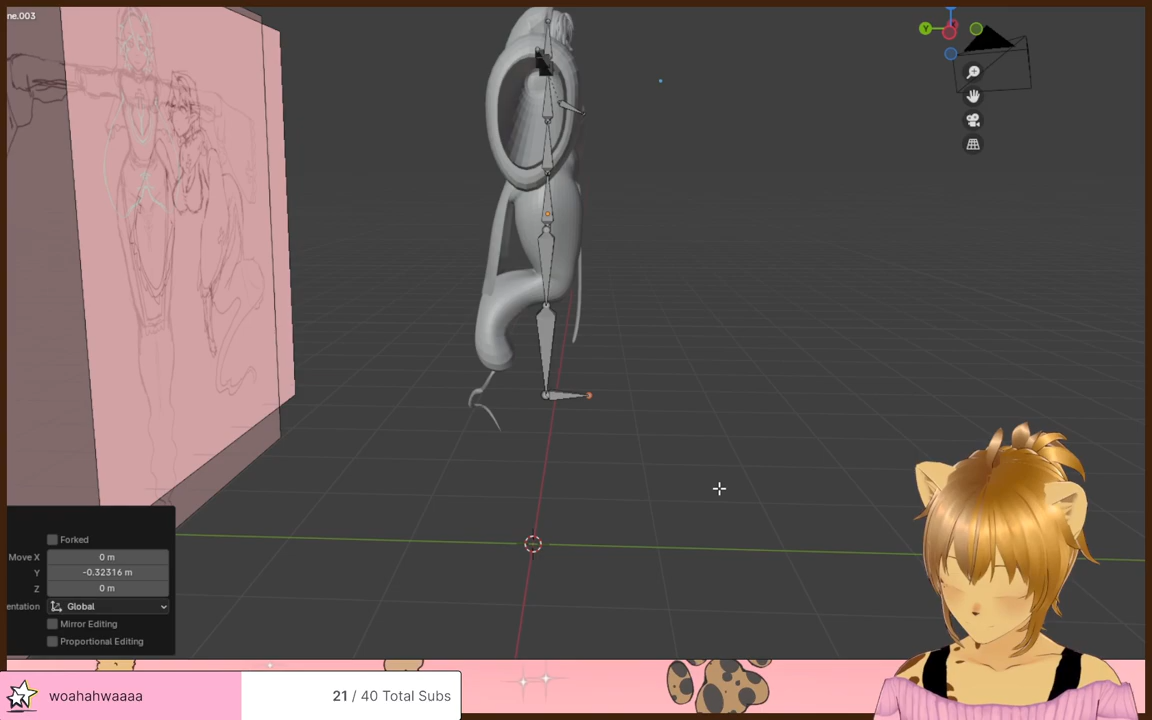 ne.003
Y
Forked
Move X 0 m
Y -0.32316 m
Z 0 m
entation Global
Mirror Editing
Proportional Editing
woahahwaaaa 21 / 40 Total Subs